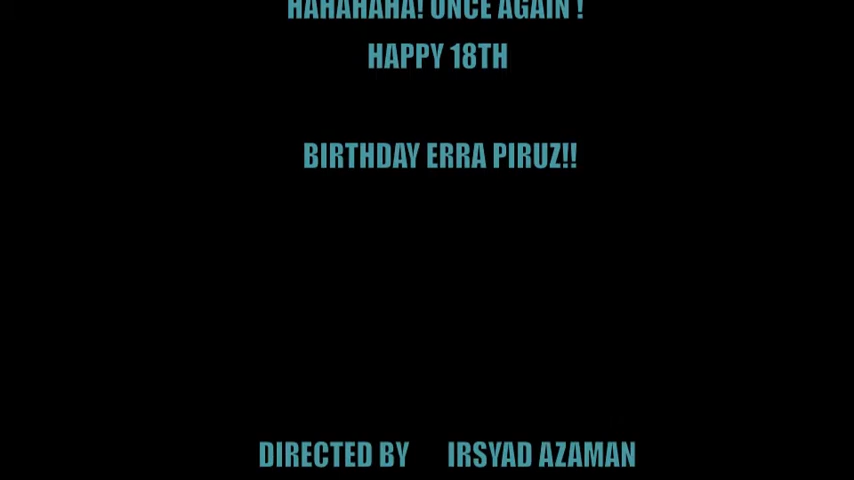 HAHAHAHA! ONCE AGAIN !
HAPPY 18TH
BIRTHDAY ERRA PIRUZ!!
DIRECTED BY IRSYAD AZAMAN